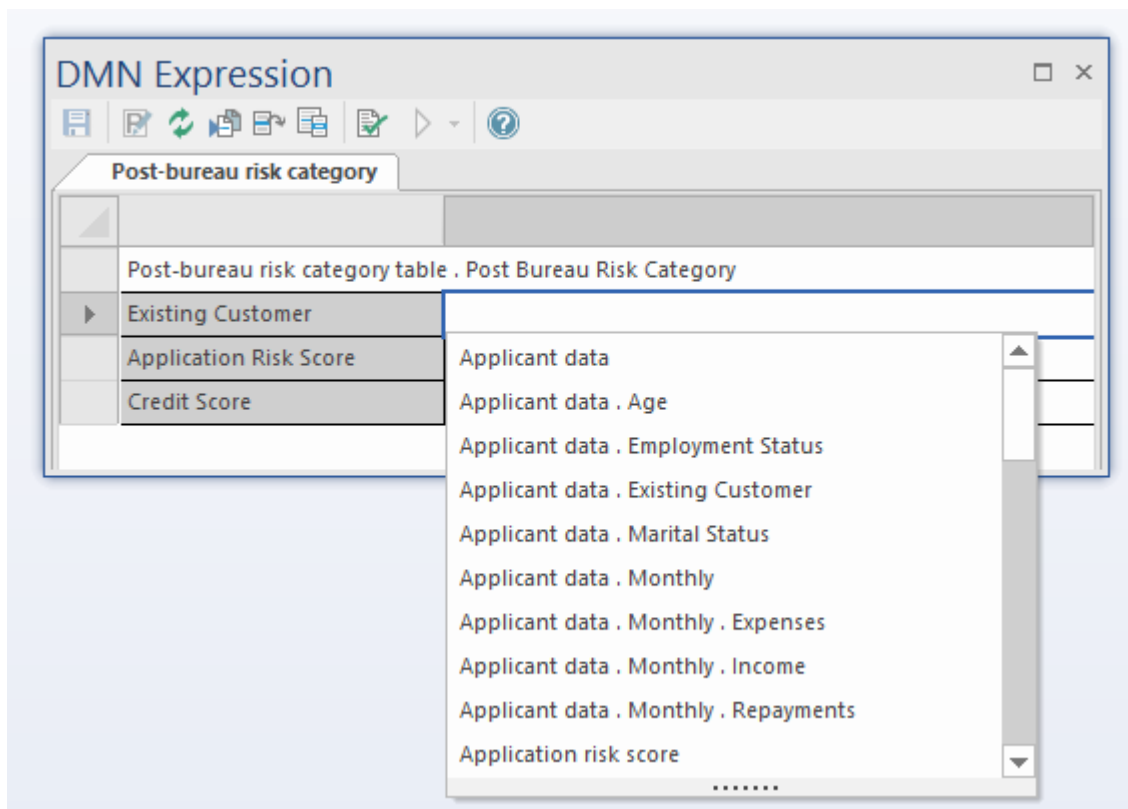 DMN Expression
Post-bureau risk category
Post-bureau risk category table . Post Bureau Risk Category
Existing Customer
Application Risk Score
Credit Score
Applicant data
Applicant data . Age
Applicant data . Employment Status
Applicant data . Existing Customer
Applicant data . Marital Status
Applicant data . Monthly
Applicant data . Monthly . Expenses
Applicant data . Monthly . Income
Applicant data . Monthly . Repayments
Application risk score